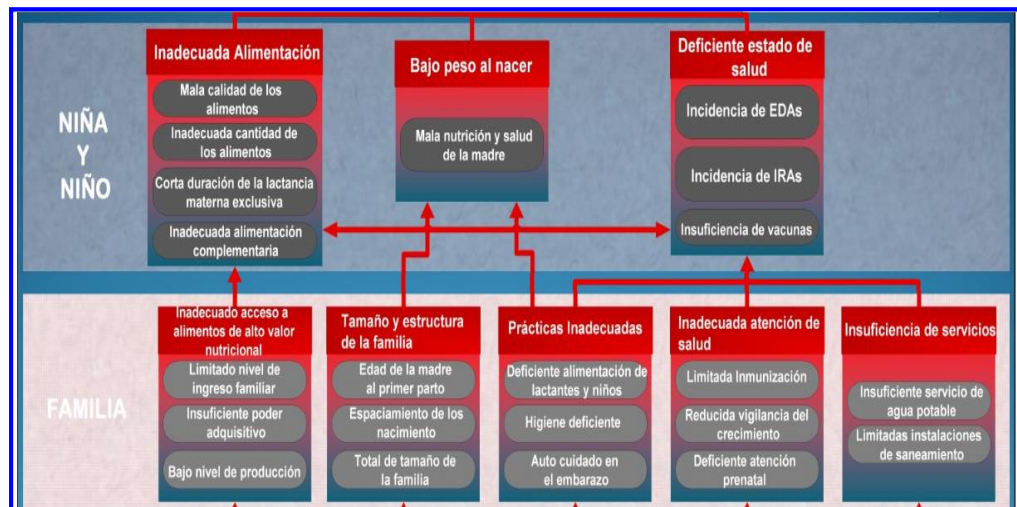 NIÑA
Y
NIÑO
Inadecuada Alimentación
Mala calidad de los
alimentos
Inadecuada cantidad de
los alimentos
Corta duración de la lactancia
materna exclusiva
Inadecuada alimentación
complementaria
Bajo peso al nacer
Mala nutrición y salud
de la madre
Deficiente estado de
salud
Incidencia de EDAs
Incidencia de IRAs
Insuficiencia de vacunas
FAMILIA
Inadecuado acceso a
alimentos de alto valor
nutricional
Limitado nivel de
ingreso familiar
Insuficiente poder
adquisitivo
Bajo nivel de producción
Tamaño y estructura
de la familia
Edad de la madre
al primer parto
Espaciamiento de los
nacimiento
Total de tamaño de
la familia
Prácticas Inadecuadas
Deficiente alimentación de
lactantes y niños
Higiene deficiente
Auto cuidado en
el embarazo
Inadecuada atención de
salud
Limitada Inmunización
Reducida vigilancia del
crecimiento
Deficiente atención
prenatal
Insuficiencia de servicios
Insuficiente servicio de
agua potable
Limitadas instalaciones
de saneamiento